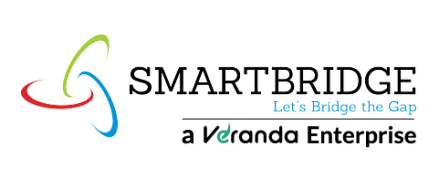 SMARTBRIDGE
Let's Bridge the Gap
a Veranda Enterprise